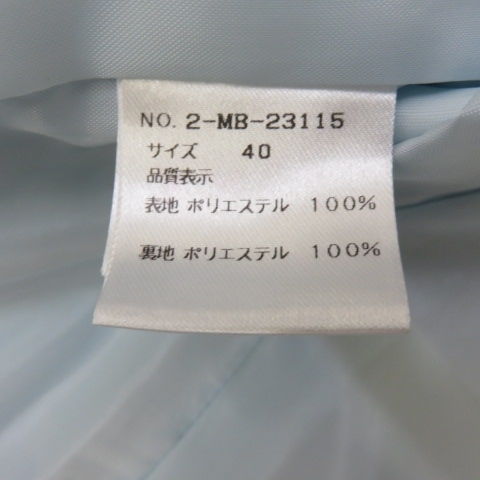 NO. 2-MB-23115
サイズ 40
品質表示
表地 ポリエステル 100%
裏地 ポリエステル 100%